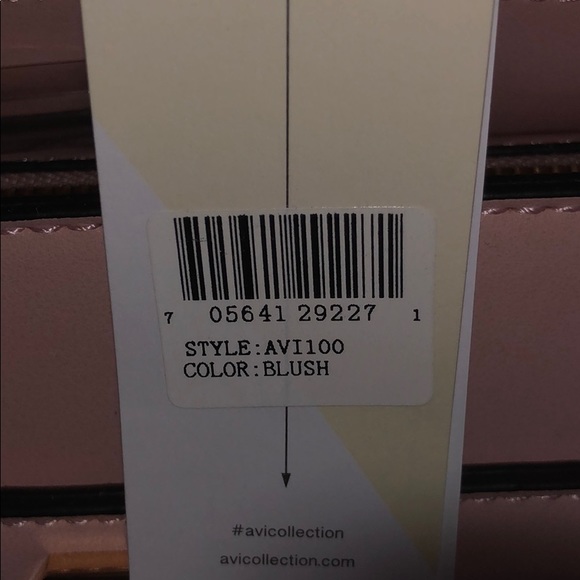 7 05641 29227 1
STYLE:AVI100
COLOR:BLUSH
#avicollection
avicollection.com